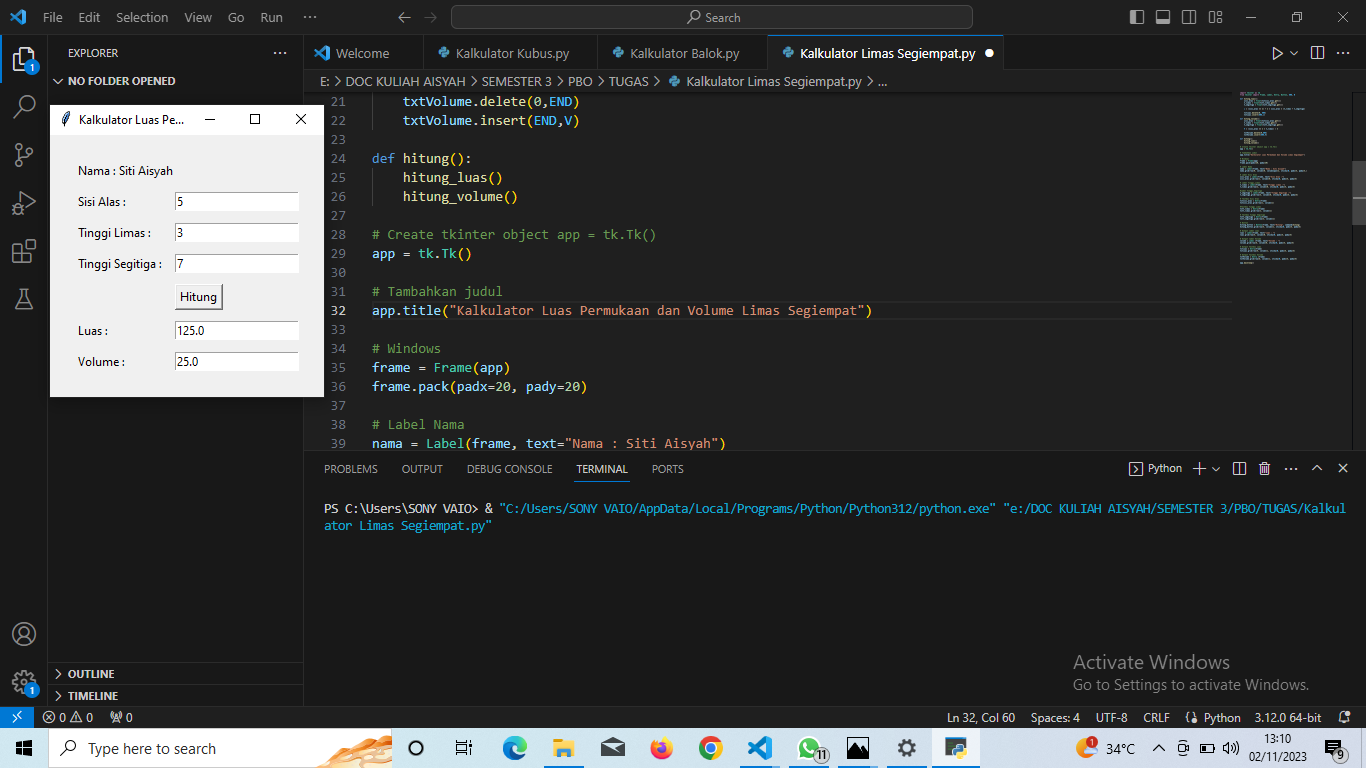 File Edit Selection View Go Run ··· Search
EXPLORER ···
NO FOLDER OPENED
1
Kalkulator Luas Pe...
Nama : Siti Aisyah
Sisi Alas : 5
Tinggi Limas : 3
Tinggi Segitiga : 7
Hitung
Luas : 125.0
Volume : 25.0
OUTLINE
TIMELINE
1
Welcome Kalkulator Kubus.py Kalkulator Balok.py Kalkulator Limas Segiempat.py
E: > DOC KULIAH AISYAH > SEMESTER 3 > PBO > TUGAS > Kalkulator Limas Segiempat.py > ...
21 txtVolume.delete(0,END)
22 txtVolume.insert(END,V)
23
24 def hitung():
25 hitung_luas()
26 hitung_volume()
27
28 # Create tkinter object app = tk.Tk()
29 app = tk.Tk()
30
31 # Tambahkan judul
32 app.title("Kalkulator Luas Permukaan dan Volume Limas Segiempat")
33
34 # Windows
35 frame = Frame(app)
36 frame.pack(padx=20, pady=20)
37
38 # Label Nama
39 nama = Label(frame, text="Nama : Siti Aisyah")
PROBLEMS OUTPUT DEBUG CONSOLE TERMINAL PORTS Python
PS C:\Users\SONY VAIO> & "C:/Users/SONY VAIO/AppData/Local/Programs/Python/Python312/python.exe" "e:/DOC KULIAH AISYAH/SEMESTER 3/PBO/TUGAS/Kalkul
ator Limas Segiempat.py"
Activate Windows
Go to Settings to activate Windows.
0 0 0 Ln 32, Col 60 Spaces: 4 UTF-8 CRLF Python 3.12.0 64-bit
Type here to search 11 1 34°C 13:10
02/11/2023 9